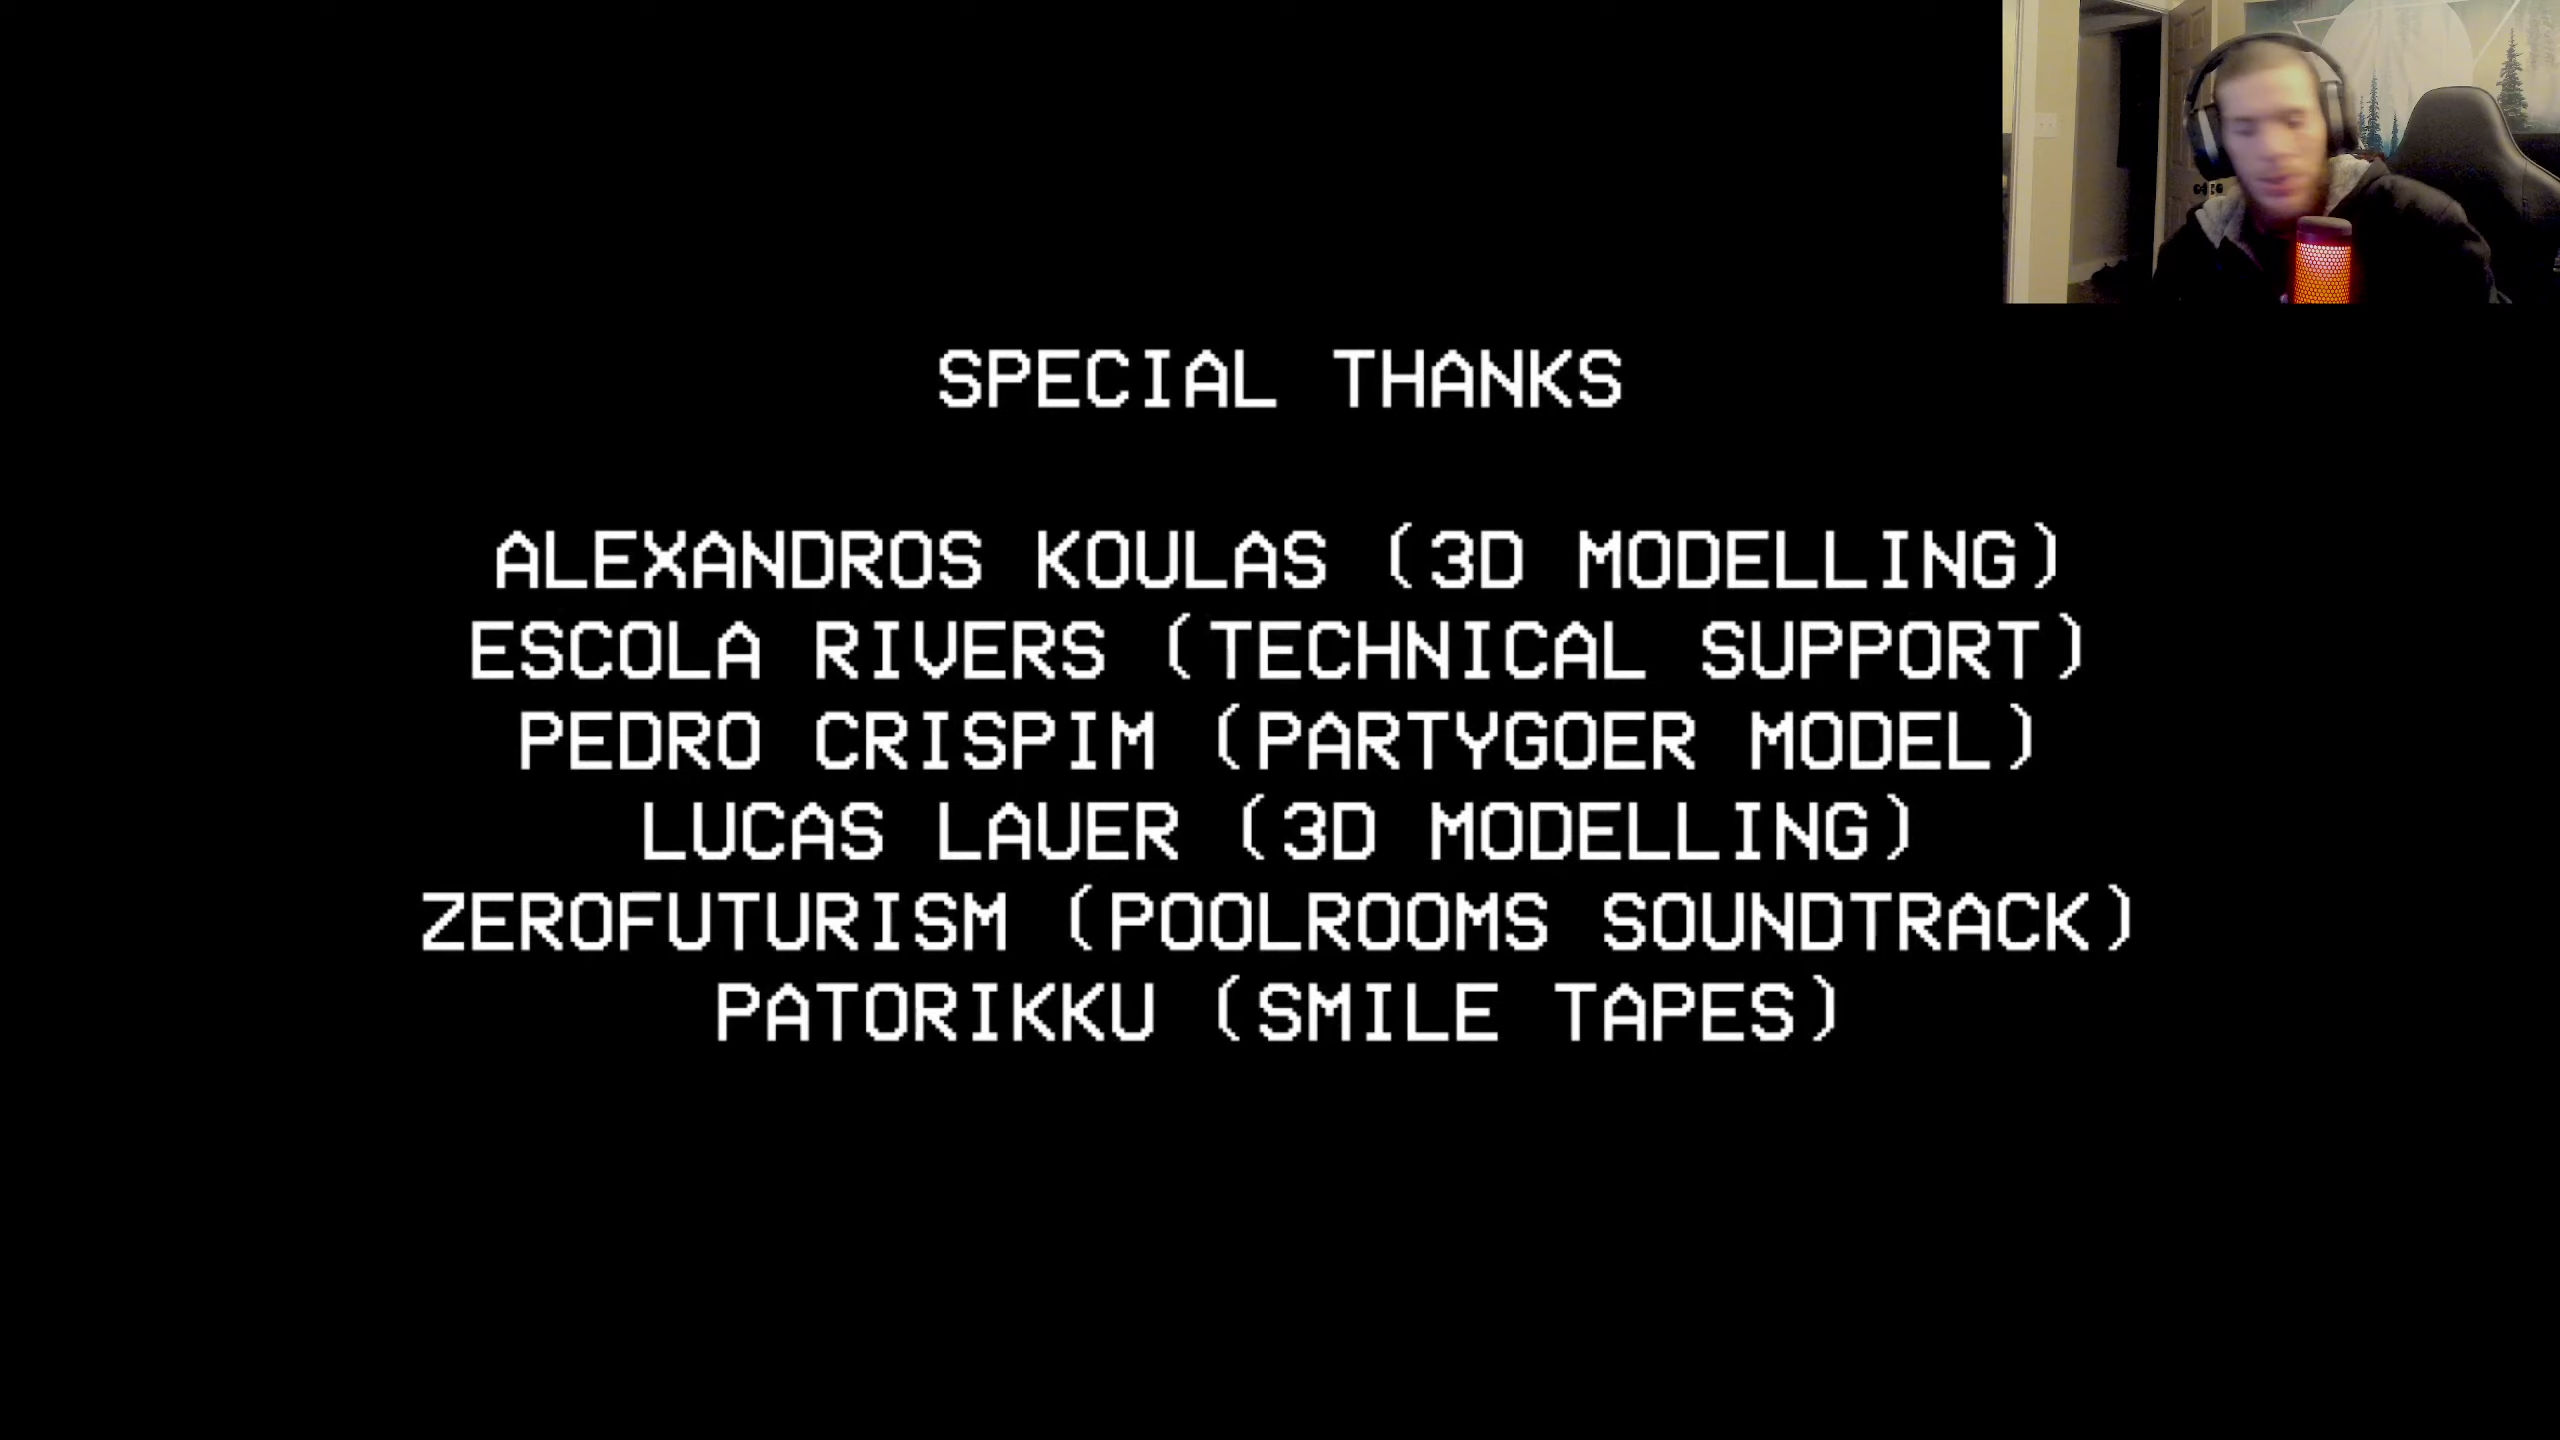 SPECIAL THANKS
ALEXANDROS KOULAS (3D MODELLING)
ESCOLA RIVERS (TECHNICAL SUPPORT)
PEDRO CRISPIM (PARTYGOER MODEL)
LUCAS LAUER (3D MODELLING)
ZEROFUTURISM (POOLROOMS SOUNDTRACK)
PATORIKKU (SMILE TAPES)